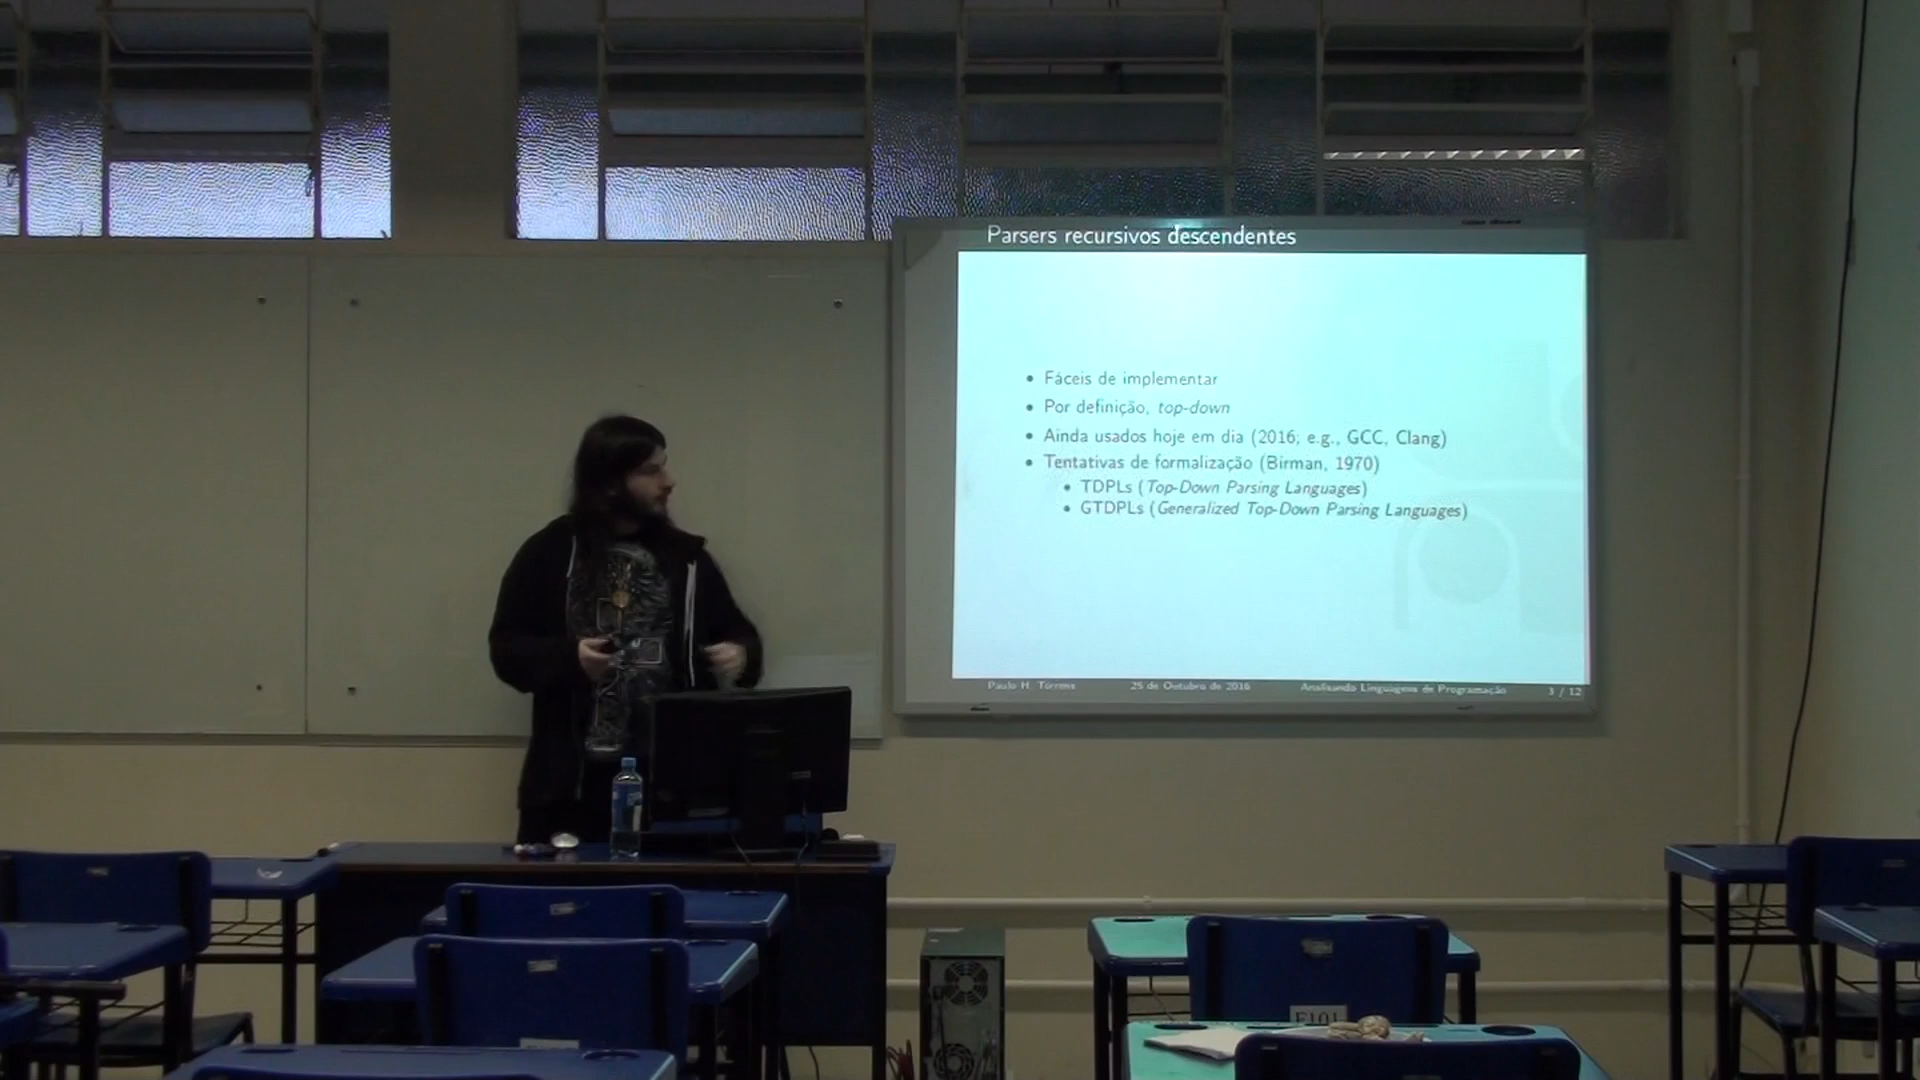 Parsers recursivos descendentes
• Fáceis de implementar
• Por definição, top-down
• Ainda usados hoje em dia (2016; e.g., GCC, Clang)
• Tentativas de formalização (Birman, 1970)
• TDPLs (Top-Down Parsing Languages)
• GTDPLs (Generalized Top-Down Parsing Languages)
Paulo H. Torrens 25 de Outubro de 2016 Analisando Linguagens de Programação 3 / 12
F101